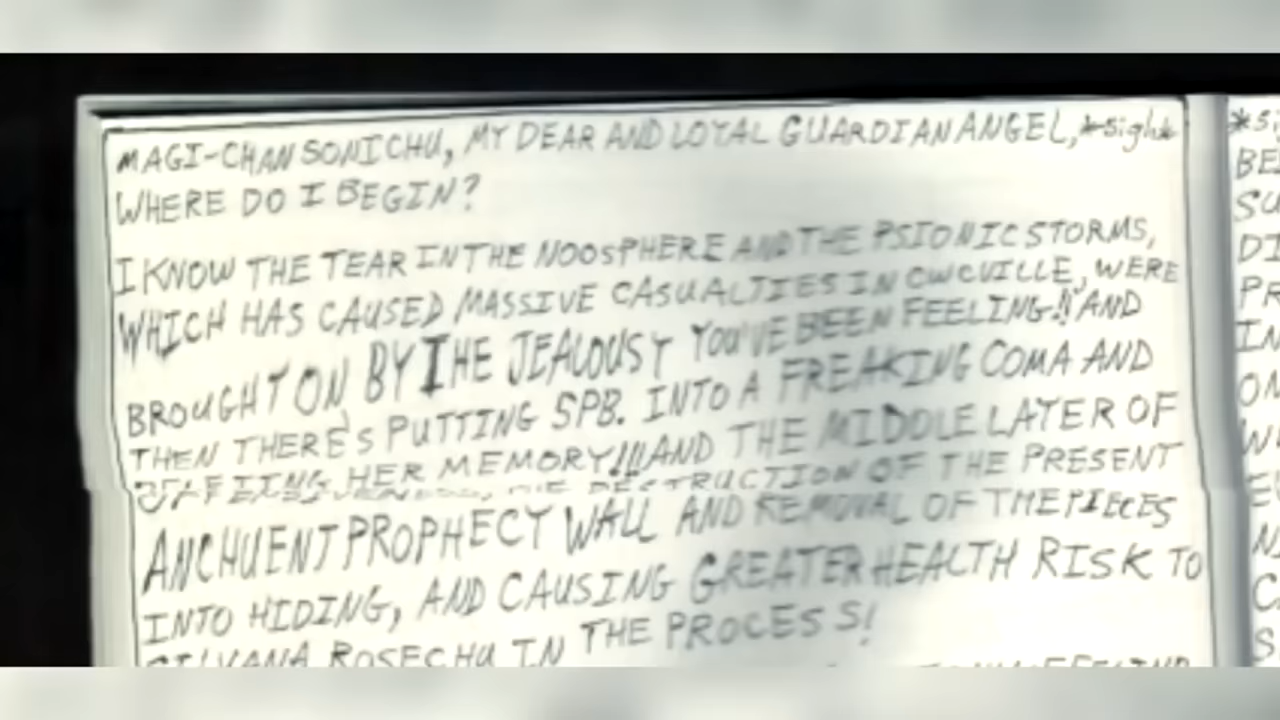 MAGI-CHAN SONICHU, MY DEAR AND LOYAL GUARDIAN ANGEL, *sigh*
WHERE DO I BEGIN?
I KNOW THE TEAR IN THE NOOSPHERE AND THE PSIONIC STORMS,
WHICH HAS CAUSED MASSIVE CASUALTIES IN CWCVILLE, WERE
BROUGHT ON BY THE JEALOUSY YOU'VE BEEN FEELING!! AND
THEN THERE'S PUTTING SPB. INTO A FREAKING COMA AND
HER MEMORY!!! AND THE MIDDLE LATER OF
DESTRUCTION OF THE PRESENT
ANCHUENT PROPHECY WALL AND REMOVAL OF THE PIECES
INTO HIDING, AND CAUSING GREATER HEALTH RISK TO
SILVANA ROSECHU IN THE PROCESS!
*si
BE
SU
DI
PR
IN